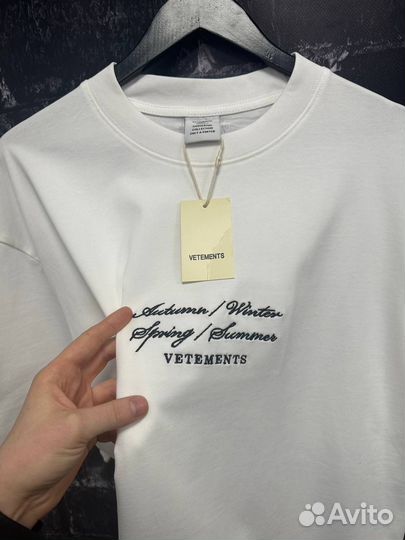 VETEMENTS
Autumn / Winter
Spring / Summer
VETEMENTS
Avito